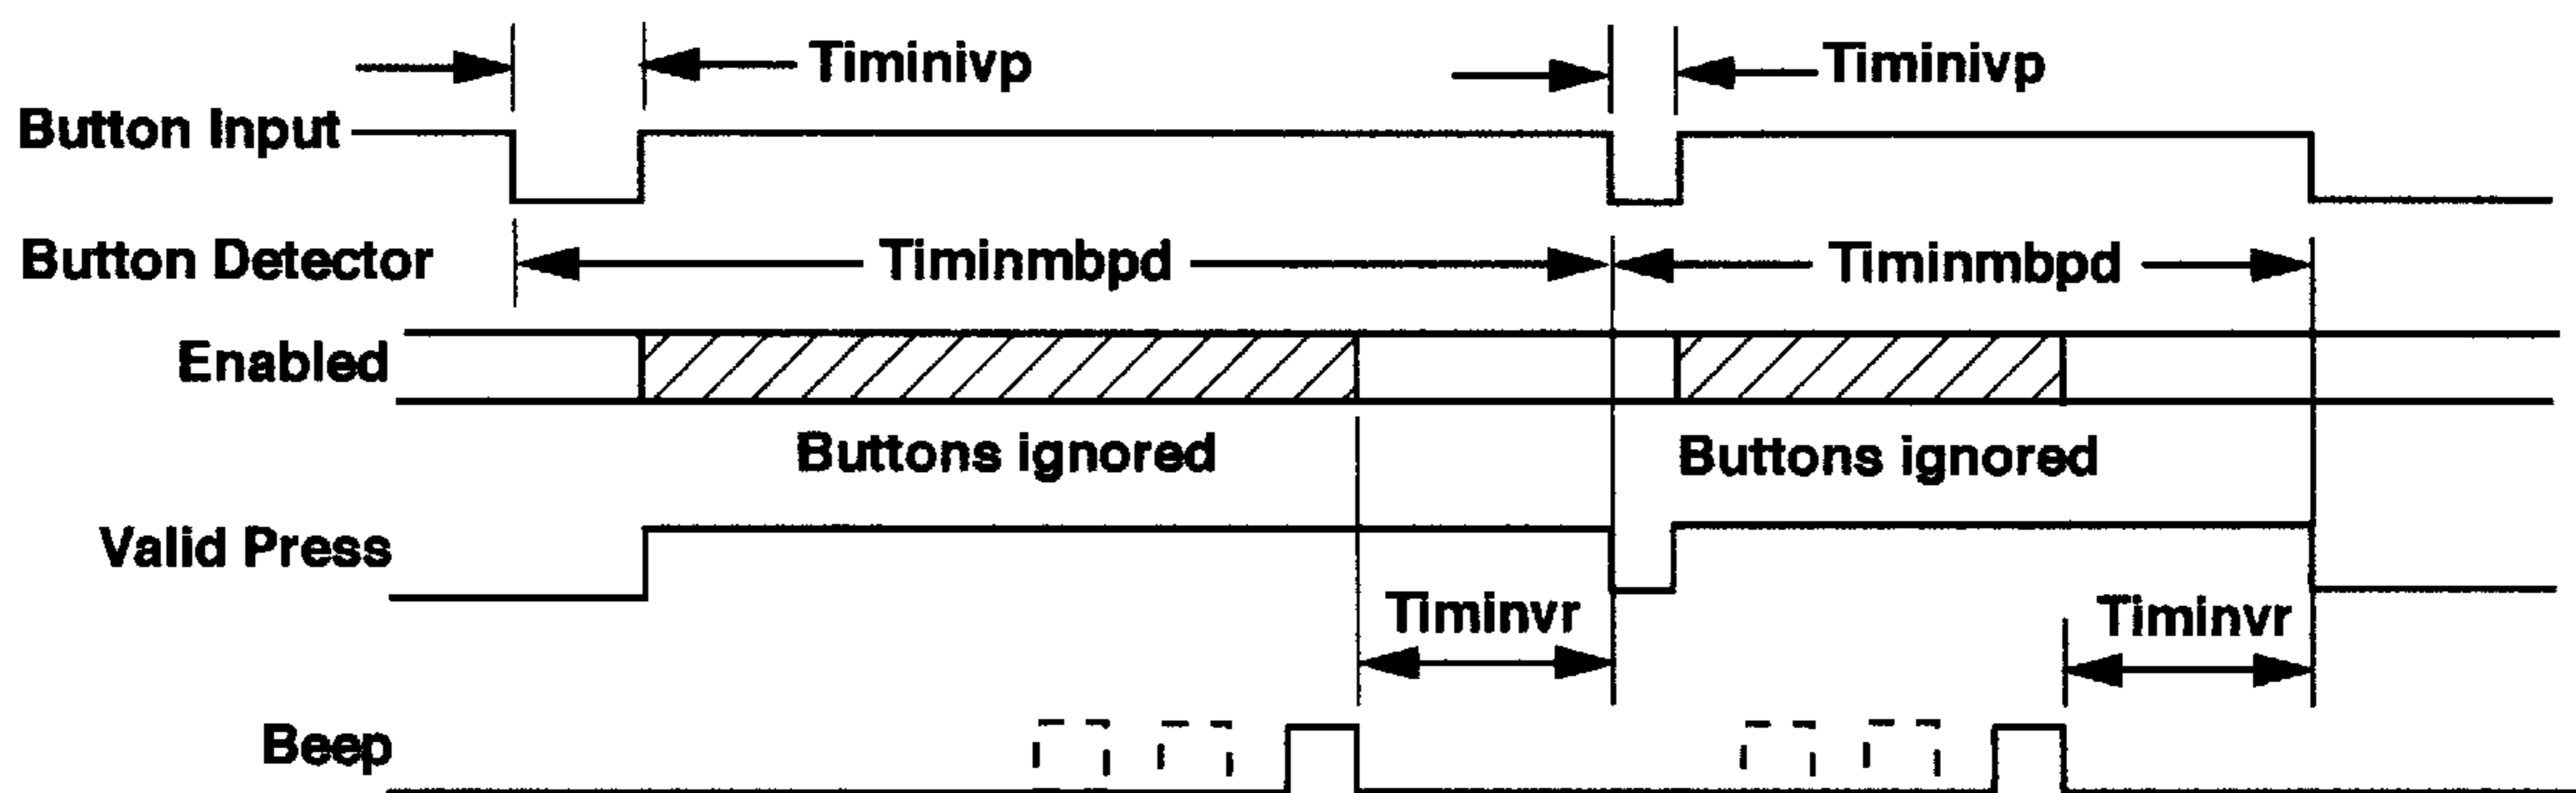 Timinivp Timinivp
Button Input
Button Detector Timinmbpd Timinmbpd
Enabled
Buttons ignored Buttons ignored
Valid Press
Timinvr Timinvr
Beep